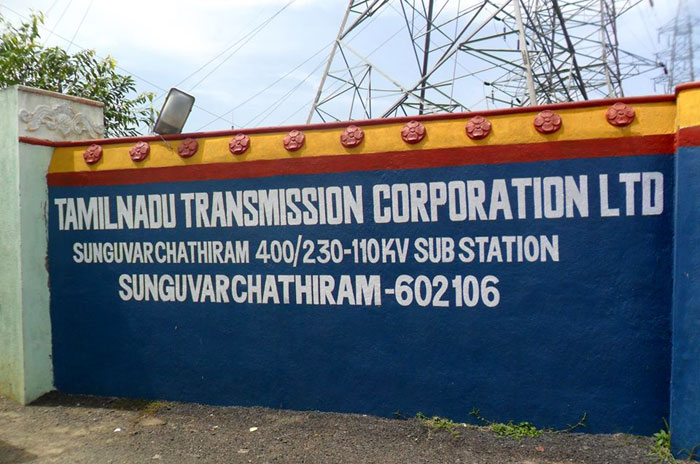 TAMILNADU TRANSMISSION CORPORATION LTD
SUNGUVARCHATHIRAM 400/230-110KV SUB STATION
SUNGUVARCHATHIRAM-602106